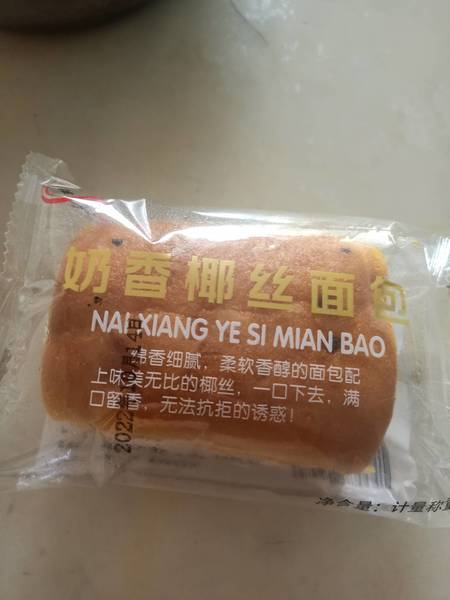 奶香椰丝面包
NAI XIANG YE SI MIAN BAO
绵香细腻，柔软香醇的面包配
上味美无比的椰丝，一口下去，满
口留香，无法抗拒的诱惑！
净含量：计量称